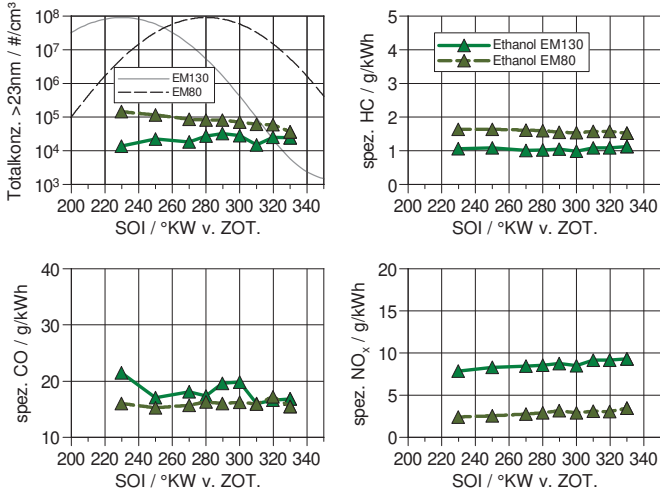 Totalkonz. >23nm / #/cm³
10⁸
10⁷
10⁶
10⁵
10⁴
10³
EM130
EM80
200 220 240 260 280 300 320 340
SOI / °KW v. ZOT.
spez. HC / g/kWh
5
4
3
2
1
0
Ethanol EM130
Ethanol EM80
200 220 240 260 280 300 320 340
SOI / °KW v. ZOT.
spez. CO / g/kWh
40
30
20
10
200 220 240 260 280 300 320 340
SOI / °KW v. ZOT.
spez. NOₓ / g/kWh
20
15
10
5
0
200 220 240 260 280 300 320 340
SOI / °KW v. ZOT.